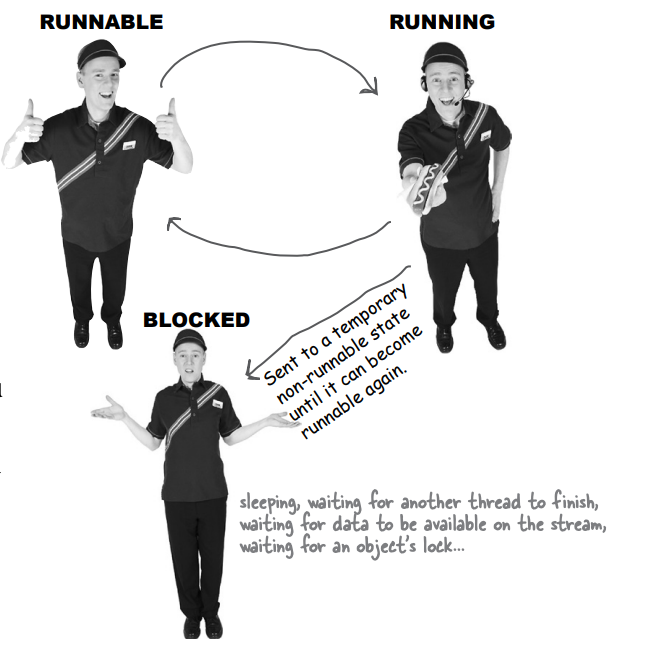 RUNNABLE
RUNNING
BLOCKED
Sent to a temporary
non-runnable state
until it can become
runnable again.
sleeping, waiting for another thread to finish,
waiting for data to be available on the stream,
waiting for an object's lock...